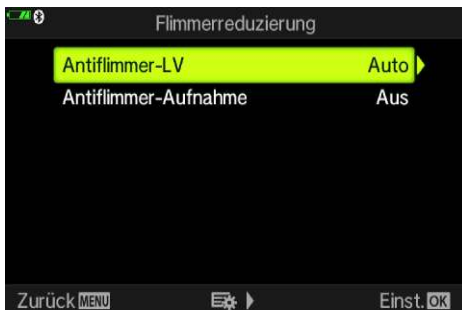 Flimmerreduzierung
Antiflimmer-LV Auto
Antiflimmer-Aufnahme Aus
Zurück MENU Einst. OK